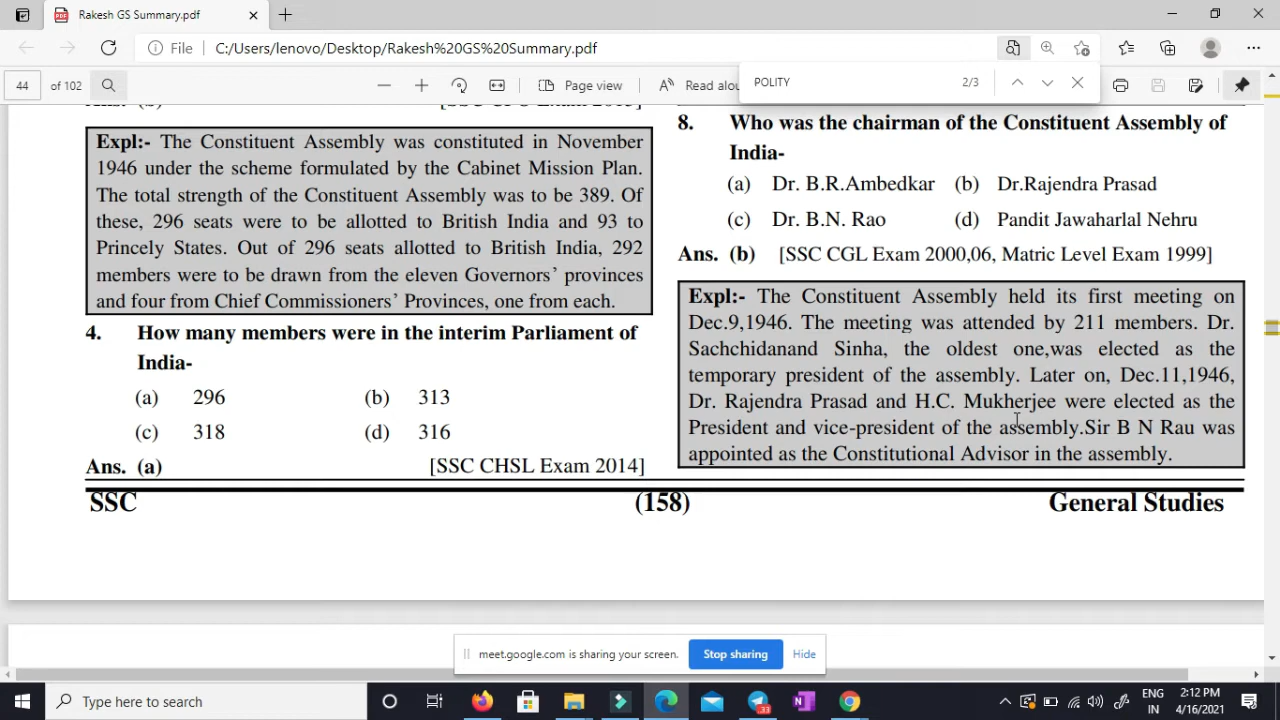 Rakesh GS Summary.pdf
File
C:/Users/lenovo/Desktop/Rakesh%20GS%20Summary.pdf
44
of 102
Page view
Read alou
POLITY
2/3
Expl:- The Constituent Assembly was constituted in November
1946 under the scheme formulated by the Cabinet Mission Plan.
The total strength of the Constituent Assembly was to be 389. Of
these, 296 seats were to be allotted to British India and 93 to
Princely States. Out of 296 seats allotted to British India, 292
members were to be drawn from the eleven Governors’ provinces
and four from Chief Commissioners’ Provinces, one from each.
4. How many members were in the interim Parliament of
India-
(a) 296 (b) 313
(c) 318 (d) 316
Ans. (a) [SSC CHSL Exam 2014]
8. Who was the chairman of the Constituent Assembly of
India-
(a) Dr. B.R.Ambedkar (b) Dr.Rajendra Prasad
(c) Dr. B.N. Rao (d) Pandit Jawaharlal Nehru
Ans. (b) [SSC CGL Exam 2000,06, Matric Level Exam 1999]
Expl:- The Constituent Assembly held its first meeting on
Dec.9,1946. The meeting was attended by 211 members. Dr.
Sachchidanand Sinha, the oldest one,was elected as the
temporary president of the assembly. Later on, Dec.11,1946,
Dr. Rajendra Prasad and H.C. Mukherjee were elected as the
President and vice-president of the assembly.Sir B N Rau was
appointed as the Constitutional Advisor in the assembly.
SSC (158) General Studies
meet.google.com is sharing your screen.
Stop sharing
Hide
Type here to search
33
ENG
IN
2:12 PM
4/16/2021